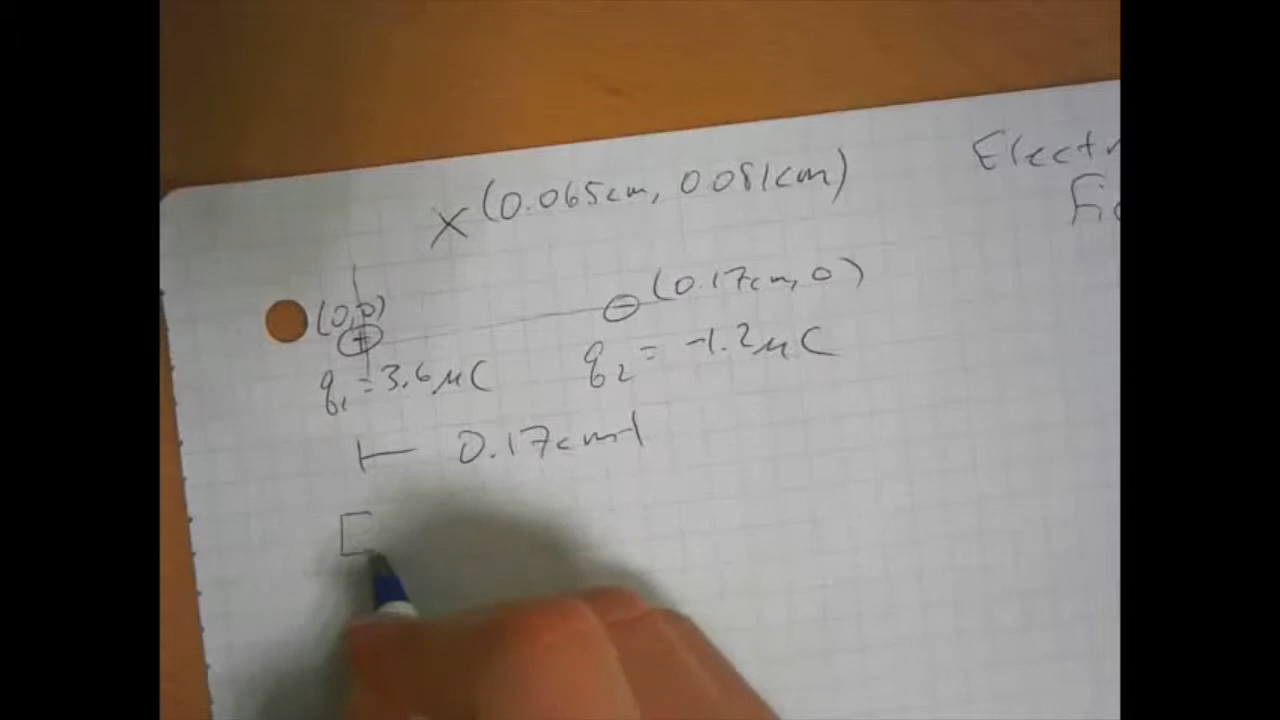 X (0.065cm, 0.081cm)
Electr
Fi
(0,0)
(0.17cm, 0)
+
−
q₁ = 3.6 μC
q₂ = -1.2 μC
0.17cm